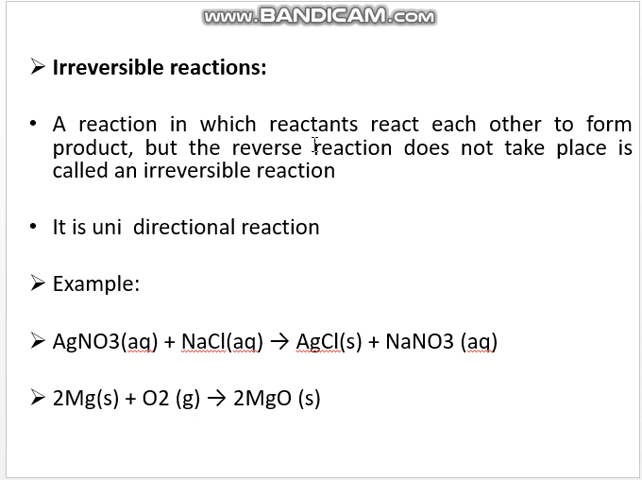 www.BANDICAM.com
➢ Irreversible reactions:
• A reaction in which reactants react each other to form
product, but the reverse reaction does not take place is
called an irreversible reaction
• It is uni directional reaction
➢ Example:
➢ AgNO3(aq) + NaCl(aq) → AgCl(s) + NaNO3 (aq)
➢ 2Mg(s) + O2 (g) → 2MgO (s)